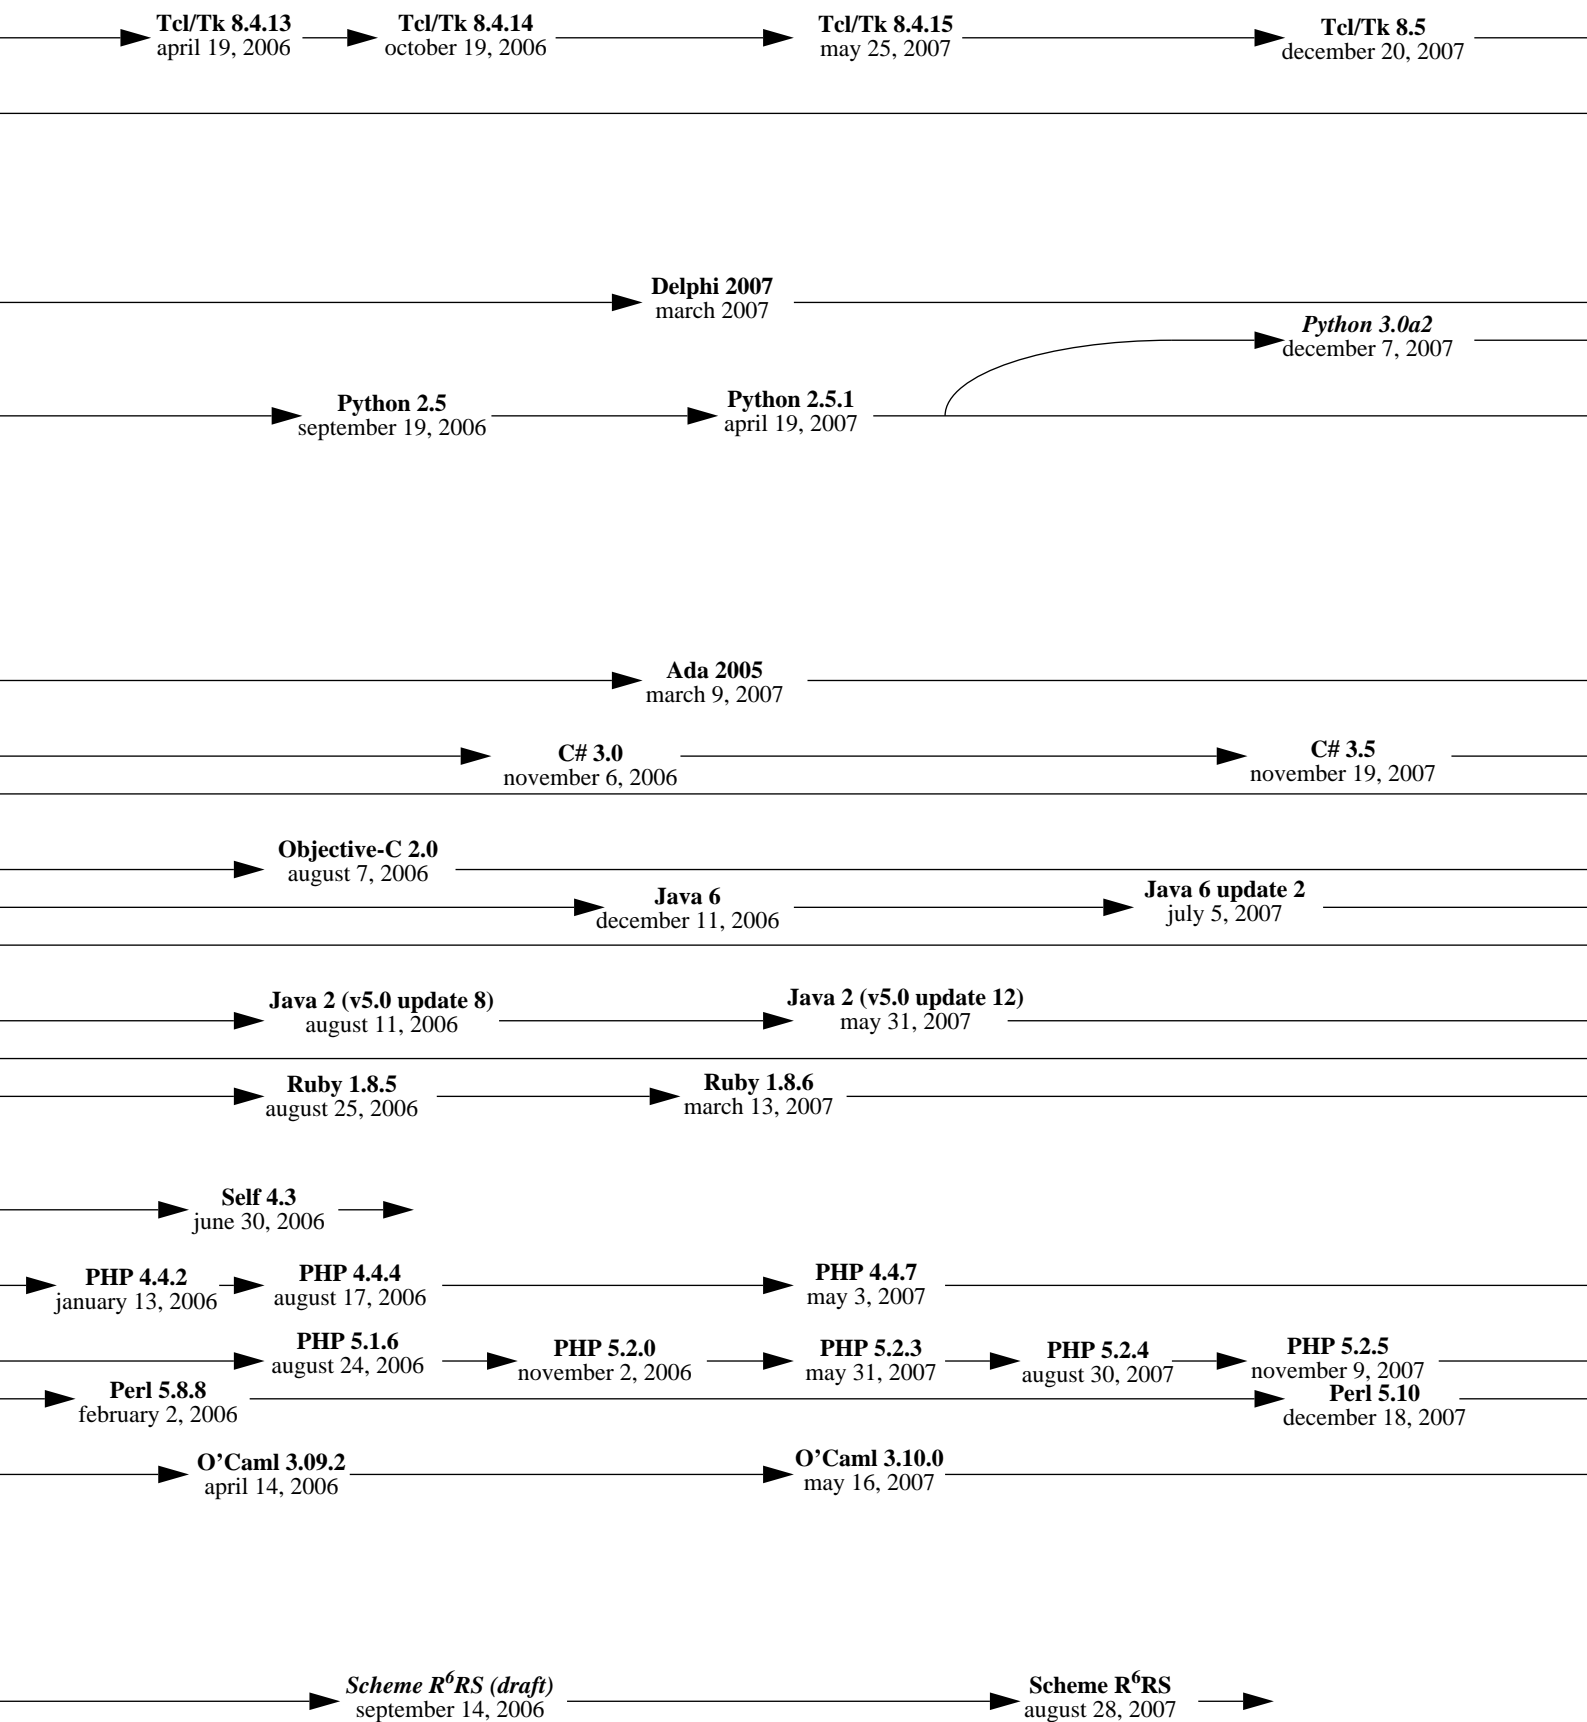 Tcl/Tk 8.4.13
april 19, 2006
Tcl/Tk 8.4.14
october 19, 2006
Tcl/Tk 8.4.15
may 25, 2007
Tcl/Tk 8.5
december 20, 2007
Delphi 2007
march 2007
Python 3.0a2
december 7, 2007
Python 2.5
september 19, 2006
Python 2.5.1
april 19, 2007
Ada 2005
march 9, 2007
C# 3.0
november 6, 2006
C# 3.5
november 19, 2007
Objective-C 2.0
august 7, 2006
Java 6
december 11, 2006
Java 6 update 2
july 5, 2007
Java 2 (v5.0 update 8)
august 11, 2006
Java 2 (v5.0 update 12)
may 31, 2007
Ruby 1.8.5
august 25, 2006
Ruby 1.8.6
march 13, 2007
Self 4.3
june 30, 2006
PHP 4.4.2
january 13, 2006
PHP 4.4.4
august 17, 2006
PHP 4.4.7
may 3, 2007
PHP 5.1.6
august 24, 2006
PHP 5.2.0
november 2, 2006
PHP 5.2.3
may 31, 2007
PHP 5.2.4
august 30, 2007
PHP 5.2.5
november 9, 2007
Perl 5.8.8
february 2, 2006
Perl 5.10
december 18, 2007
O’Caml 3.09.2
april 14, 2006
O’Caml 3.10.0
may 16, 2007
Scheme R⁶RS (draft)
september 14, 2006
Scheme R⁶RS
august 28, 2007